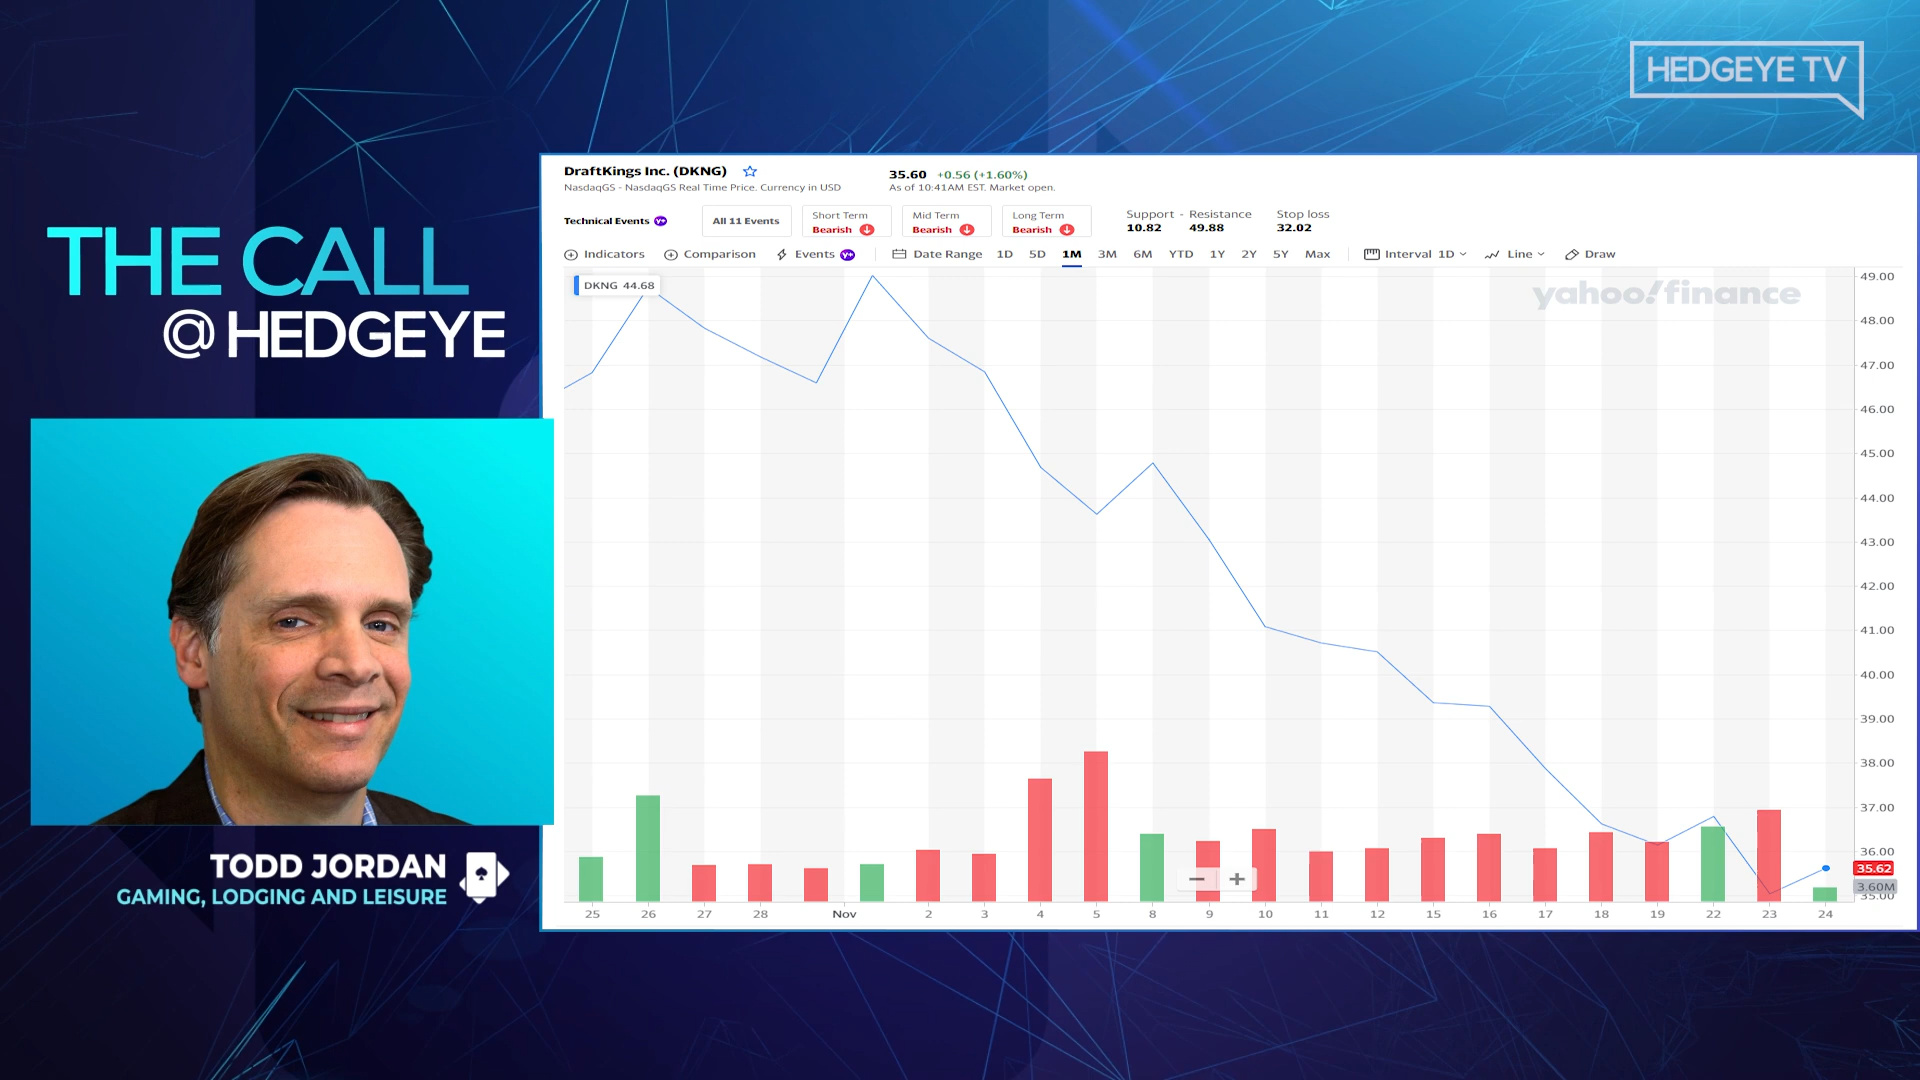 HEDGEYE TV
THE CALL
@ HEDGEYE
TODD JORDAN
GAMING, LODGING AND LEISURE
DraftKings Inc. (DKNG)
NasdaqGS - NasdaqGS Real Time Price. Currency in USD
35.60 +0.56 (+1.60%)
As of 10:41AM EST. Market open.
Technical Events Y+
All 11 Events
Short Term
Bearish
Mid Term
Bearish
Long Term
Bearish
Support - Resistance
10.82 49.88
Stop loss
32.02
Indicators Comparison Events Y+ Date Range 1D 5D 1M 3M 6M YTD 1Y 2Y 5Y Max Interval 1D Line Draw
DKNG 44.68
yahoo!finance
49.00
48.00
47.00
46.00
45.00
44.00
43.00
42.00
41.00
40.00
39.00
38.00
37.00
36.00
35.62
3.60M
35.00
− +
25 26 27 28 Nov 2 3 4 5 8 9 10 11 12 15 16 17 18 19 22 23 24